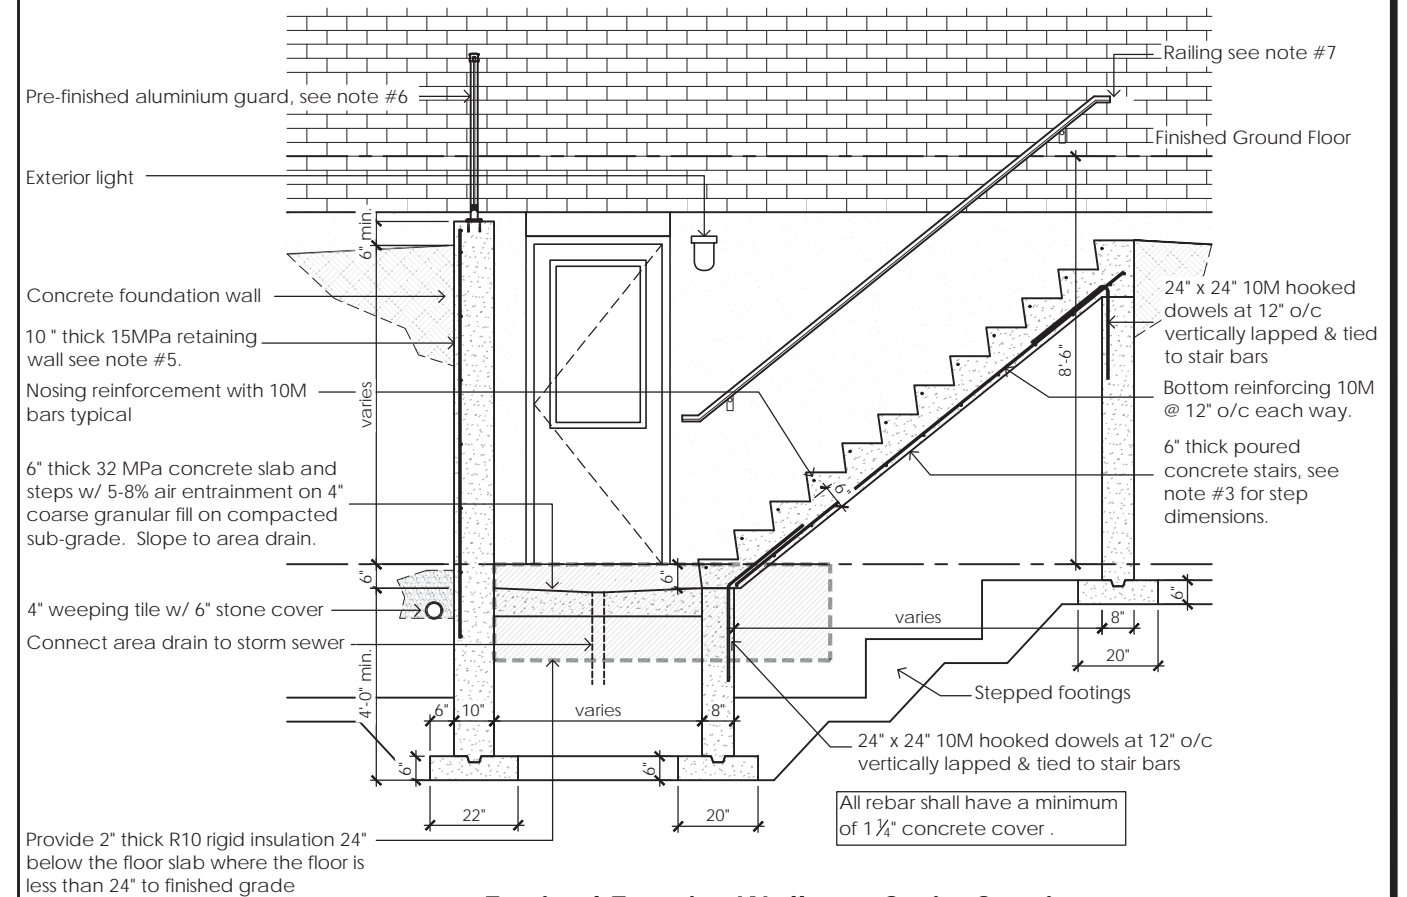 Railing see note #7
Pre-finished aluminium guard, see note #6
Finished Ground Floor
Exterior light
6" min.
Concrete foundation wall
24" x 24" 10M hooked
dowels at 12" o/c
vertically lapped & tied
to stair bars
10 " thick 15MPa retaining
wall see note #5.
8'-6"
Nosing reinforcement with 10M
bars typical
varies
Bottom reinforcing 10M
@ 12" o/c each way.
6" thick poured
concrete stairs, see
note #3 for step
dimensions.
6" thick 32 MPa concrete slab and
steps w/ 5-8% air entrainment on 4"
coarse granular fill on compacted
sub-grade. Slope to area drain.
6"
6"
6"
6"
4" weeping tile w/ 6" stone cover
varies
8"
Connect area drain to storm sewer
20"
4'-0" min.
Stepped footings
6"
10"
varies
8"
24" x 24" 10M hooked dowels at 12" o/c
vertically lapped & tied to stair bars
6"
6"
22"
20"
All rebar shall have a minimum
of 1 ¼" concrete cover .
Provide 2" thick R10 rigid insulation 24"
below the floor slab where the floor is
less than 24" to finished grade